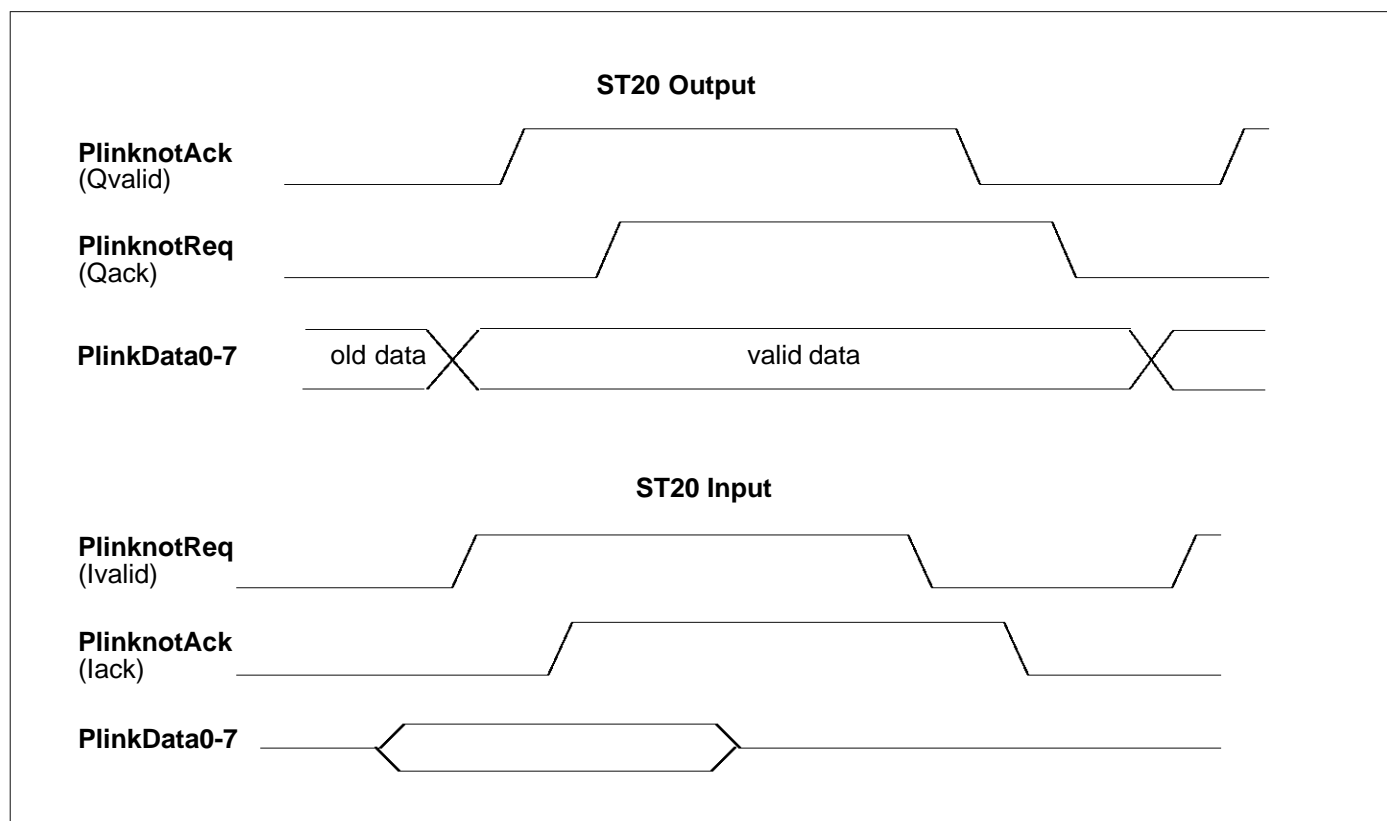 ST20 Output
PlinknotAck
(Qvalid)
PlinknotReq
(Qack)
PlinkData0-7
old data
valid data
ST20 Input
PlinknotReq
(Ivalid)
PlinknotAck
(Iack)
PlinkData0-7